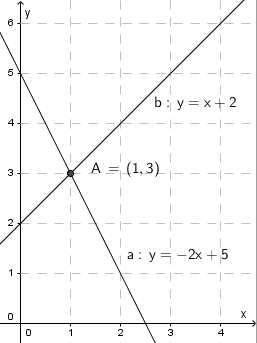 y
6
5
b : y = x + 2
4
A = (1, 3)
3
2
a : y = −2x + 5
1
x
0
0 1 2 3 4